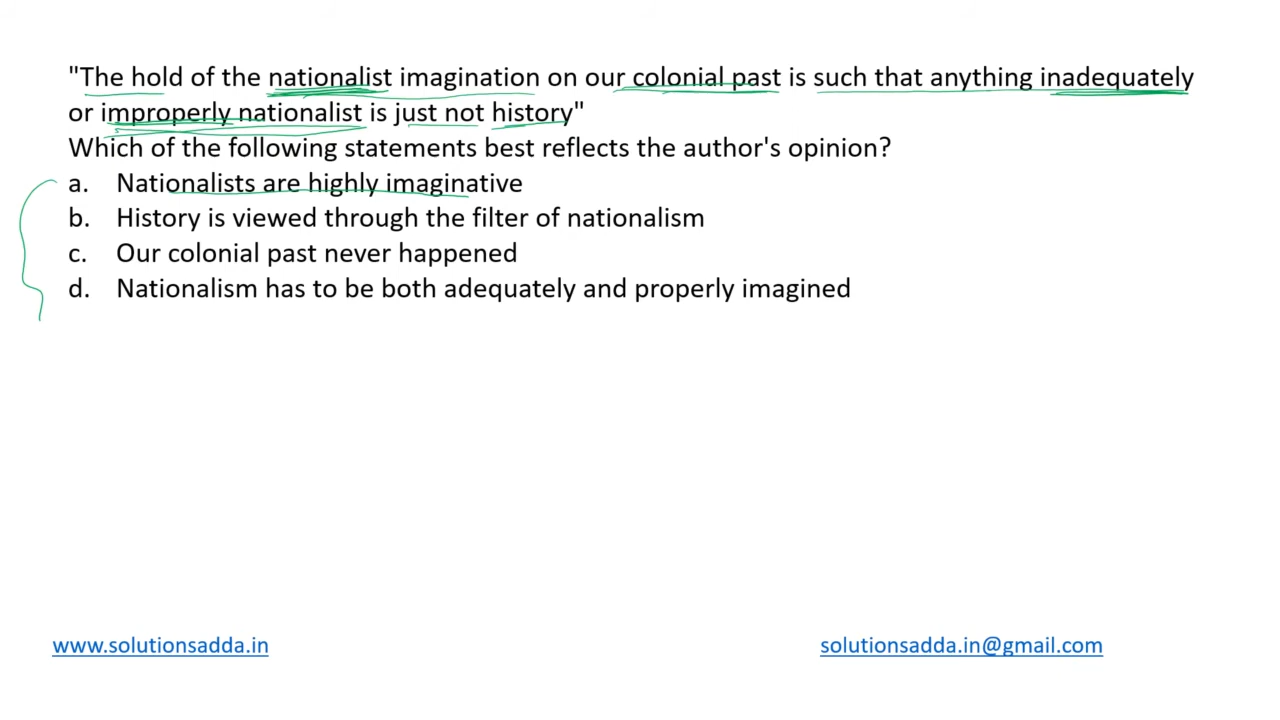 "The hold of the nationalist imagination on our colonial past is such that anything inadequately
or improperly nationalist is just not history"
Which of the following statements best reflects the author's opinion?
a. Nationalists are highly imaginative
b. History is viewed through the filter of nationalism
c. Our colonial past never happened
d. Nationalism has to be both adequately and properly imagined
www.solutionsadda.in
solutionsadda.in@gmail.com